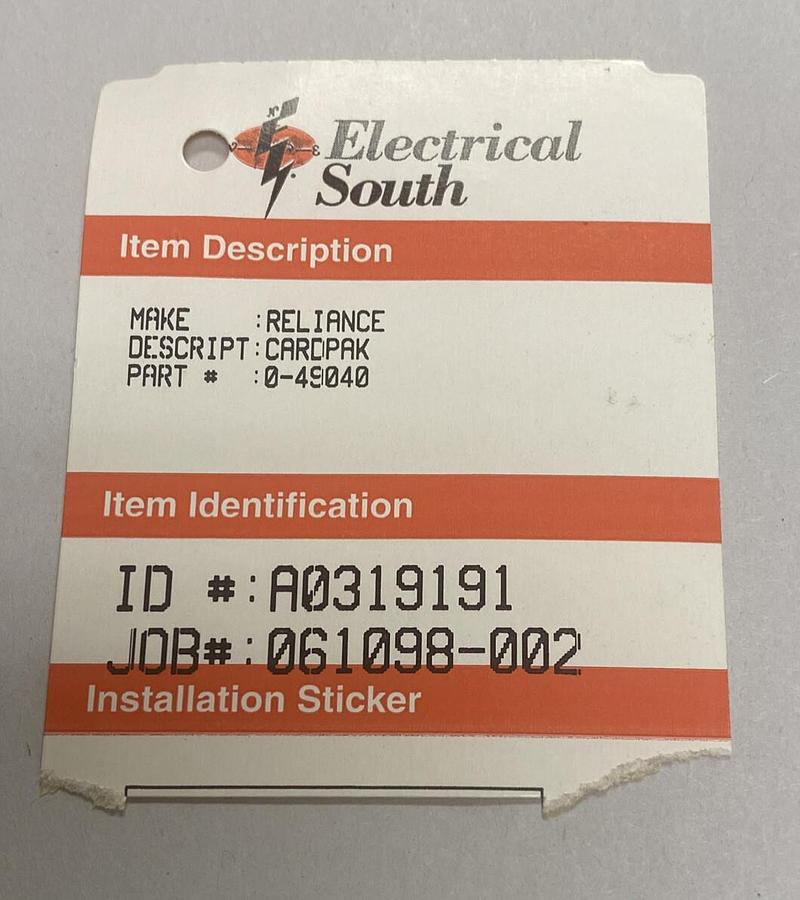 Electrical
South
Item Description
MAKE :RELIANCE
DESCRIPT:CARDPAK
PART # :0-49040
Item Identification
ID #:A0319191
JOB#:061098-002
Installation Sticker